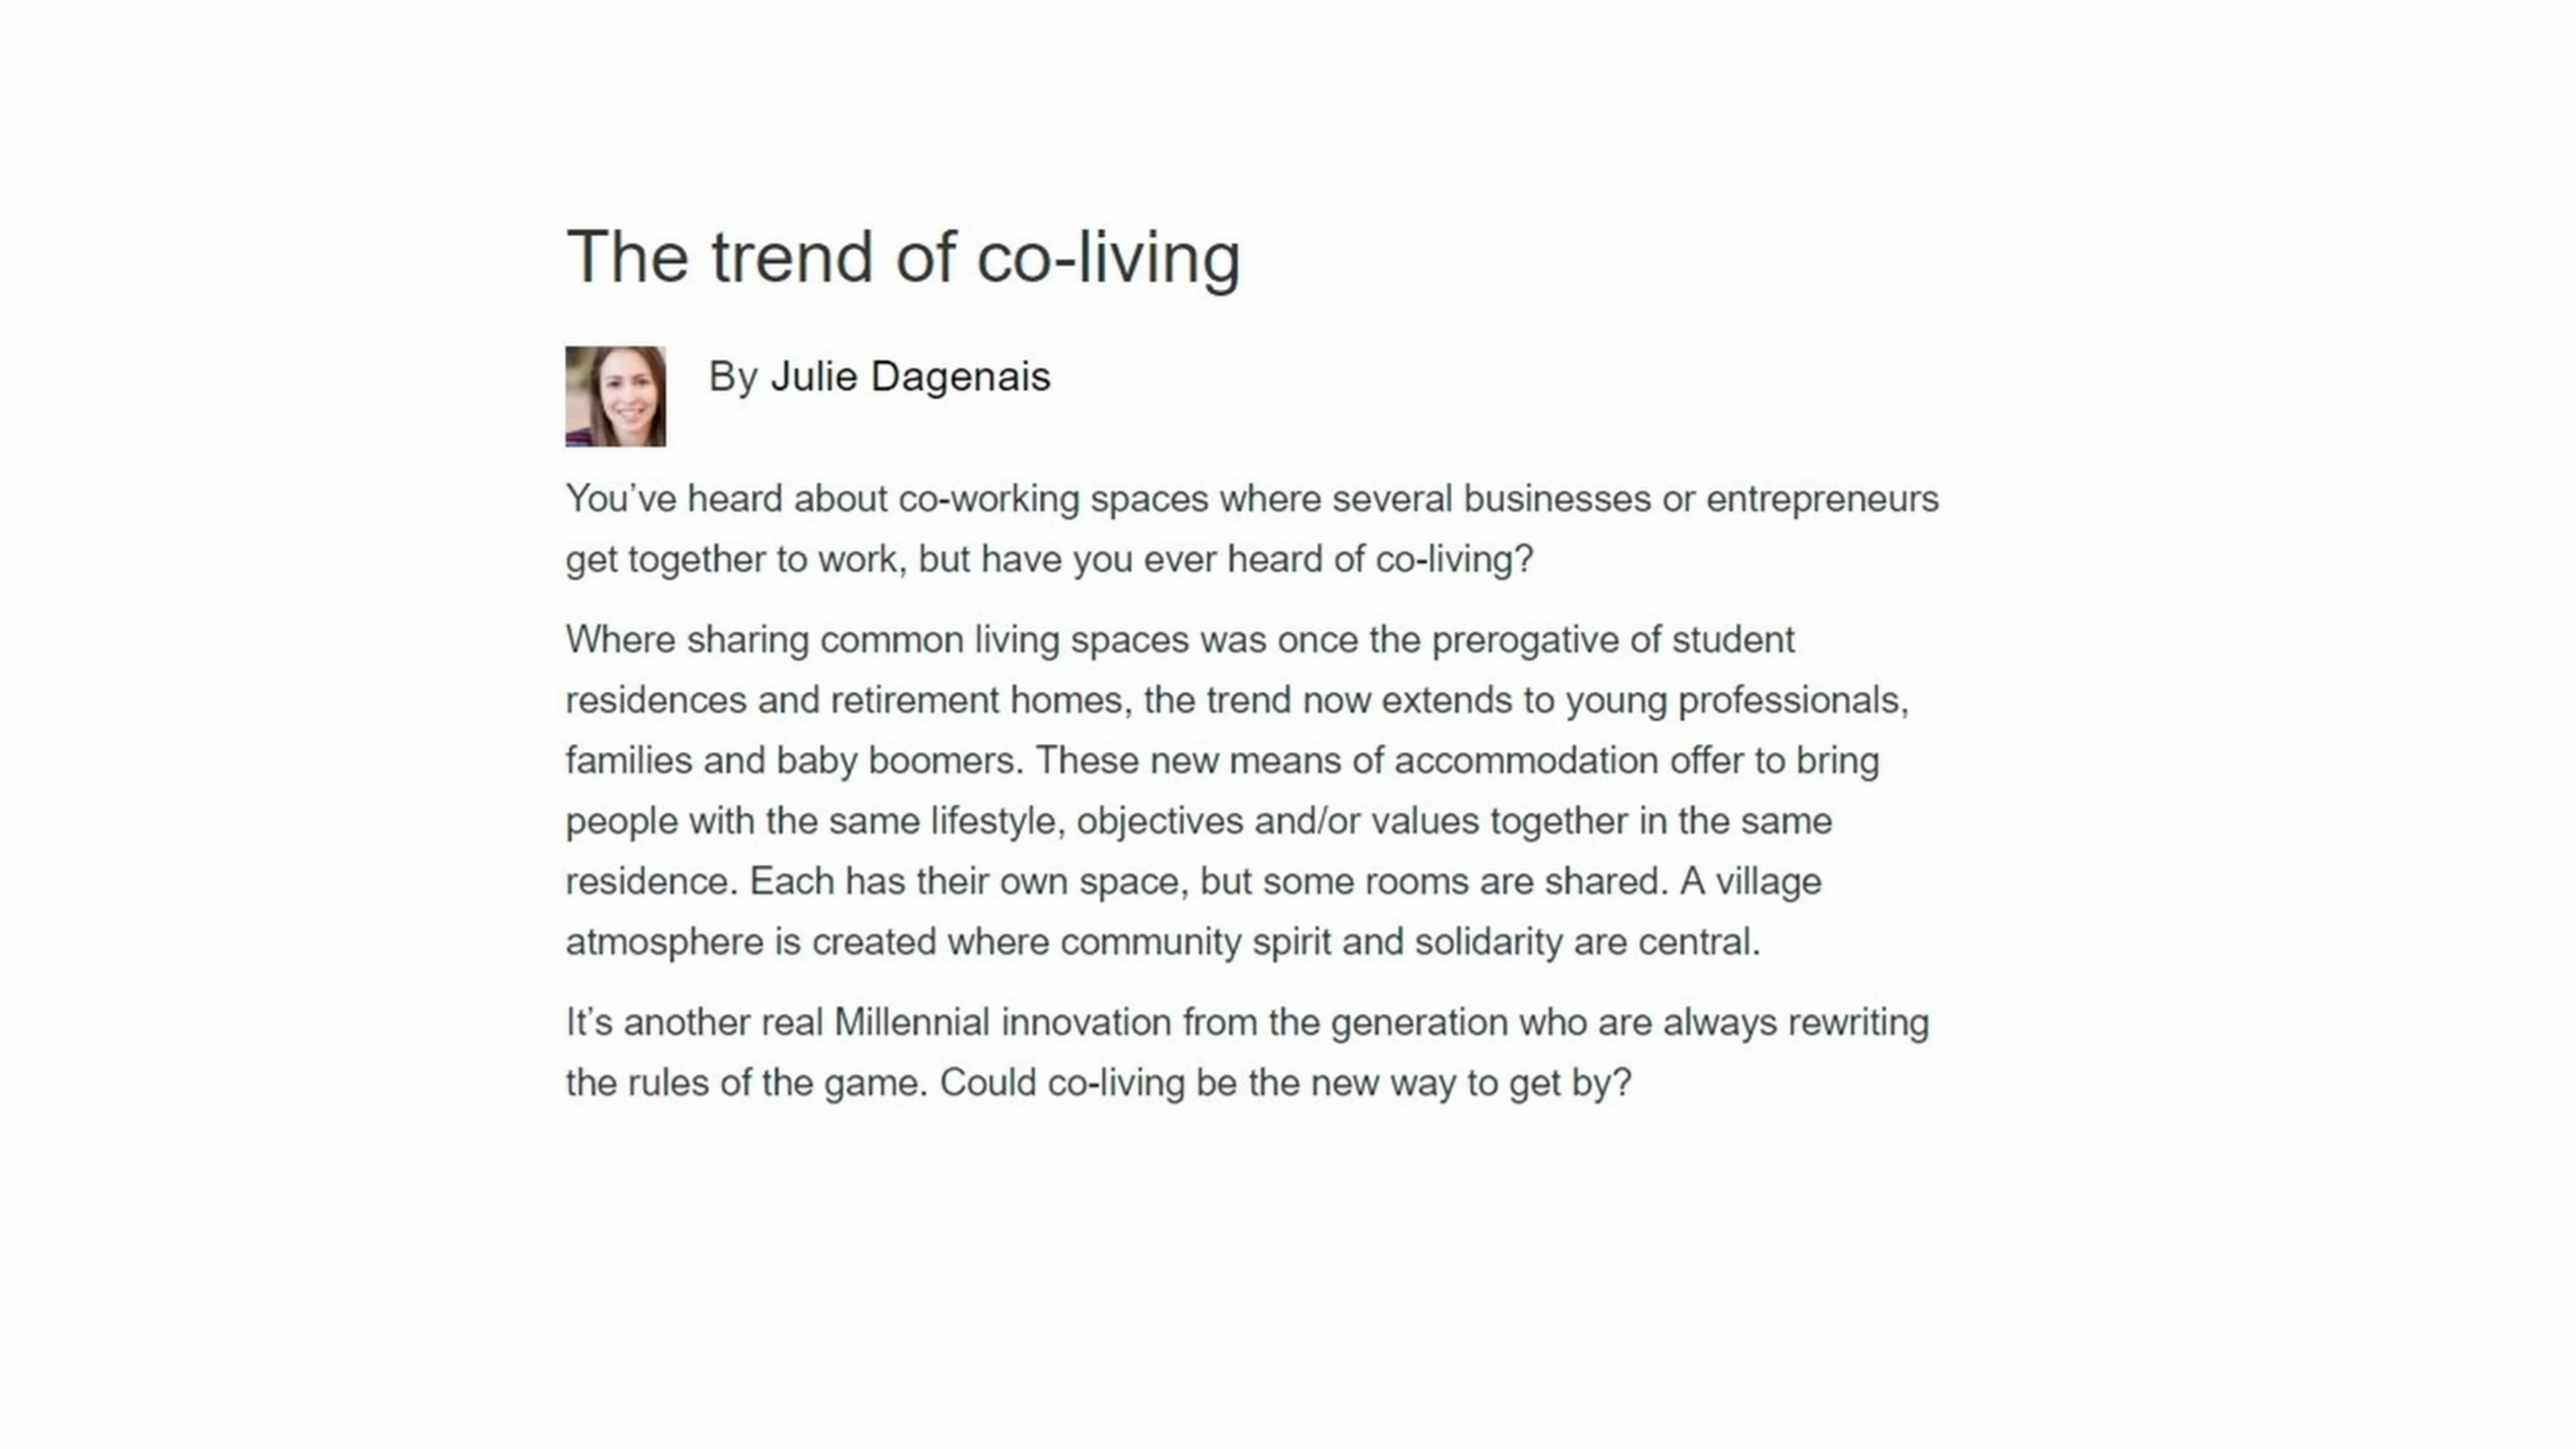 The trend of co-living
By Julie Dagenais
You’ve heard about co-working spaces where several businesses or entrepreneurs
get together to work, but have you ever heard of co-living?
Where sharing common living spaces was once the prerogative of student
residences and retirement homes, the trend now extends to young professionals,
families and baby boomers. These new means of accommodation offer to bring
people with the same lifestyle, objectives and/or values together in the same
residence. Each has their own space, but some rooms are shared. A village
atmosphere is created where community spirit and solidarity are central.
It’s another real Millennial innovation from the generation who are always rewriting
the rules of the game. Could co-living be the new way to get by?